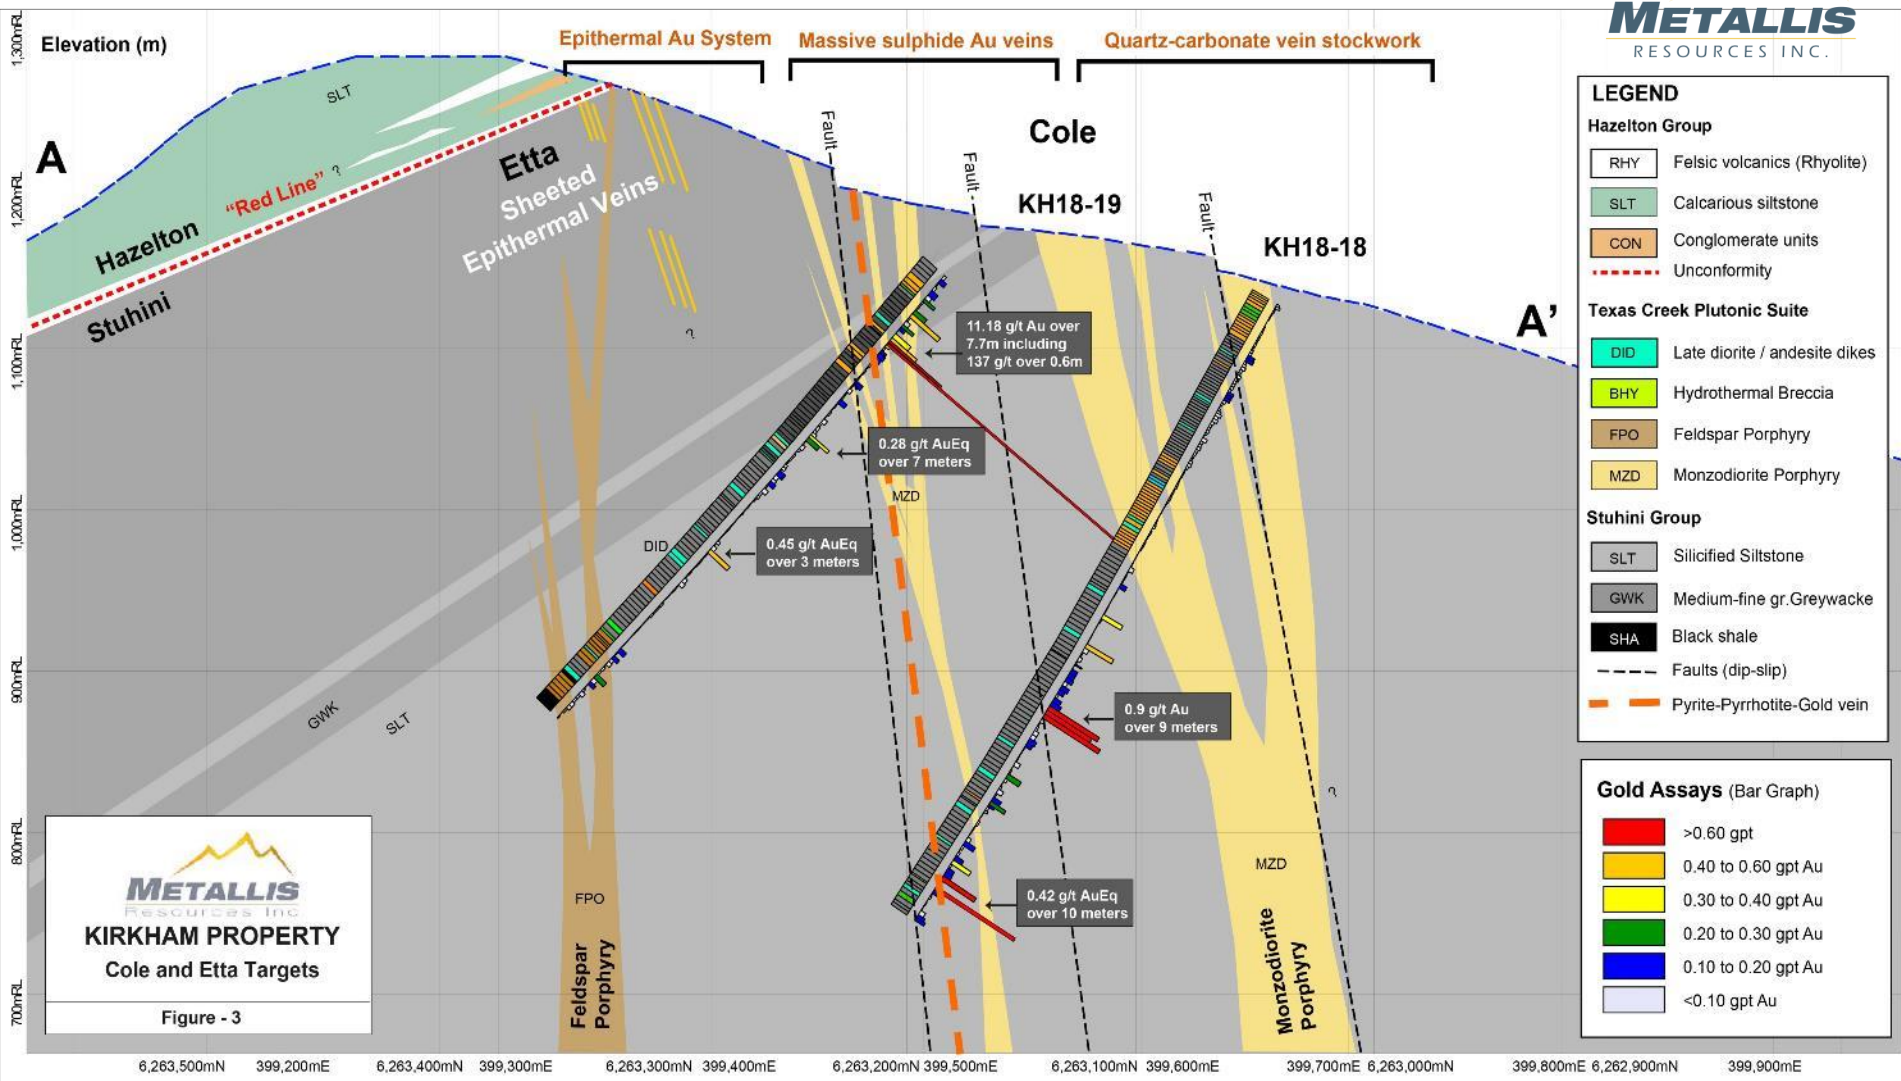 METALLIS
RESOURCES INC.
Elevation (m)
1,300mRL
1,200mRL
1,100mRL
1,000mRL
900mRL
800mRL
700mRL
Epithermal Au System
Massive sulphide Au veins
Quartz-carbonate vein stockwork
A
A'
SLT
?
"Red Line"
Hazelton
Stuhini
Etta
Sheeted
Epithermal Veins
?
Fault
Fault
Fault
Cole
KH18-19
KH18-18
11.18 g/t Au over
7.7m including
137 g/t over 0.6m
0.28 g/t AuEq
over 7 meters
MZD
DID
0.45 g/t AuEq
over 3 meters
GWK
SLT
0.9 g/t Au
over 9 meters
?
?
0.42 g/t AuEq
over 10 meters
FPO
Feldspar
Porphyry
MZD
Monzodiorite
Porphyry
LEGEND
Hazelton Group
RHY Felsic volcanics (Rhyolite)
SLT Calcarious siltstone
CON Conglomerate units
Unconformity
Texas Creek Plutonic Suite
DID Late diorite / andesite dikes
BHY Hydrothermal Breccia
FPO Feldspar Porphyry
MZD Monzodiorite Porphyry
Stuhini Group
SLT Silicified Siltstone
GWK Medium-fine gr.Greywacke
SHA Black shale
Faults (dip-slip)
Pyrite-Pyrrhotite-Gold vein
Gold Assays (Bar Graph)
>0.60 gpt
0.40 to 0.60 gpt Au
0.30 to 0.40 gpt Au
0.20 to 0.30 gpt Au
0.10 to 0.20 gpt Au
<0.10 gpt Au
METALLIS
Resources Inc
KIRKHAM PROPERTY
Cole and Etta Targets
Figure - 3
6,263,500mN 399,200mE 6,263,400mN 399,300mE 6,263,300mN 399,400mE 6,263,200mN 399,500mE 6,263,100mN 399,600mE 399,700mE 6,263,000mN 399,800mE 6,262,900mN 399,900mE